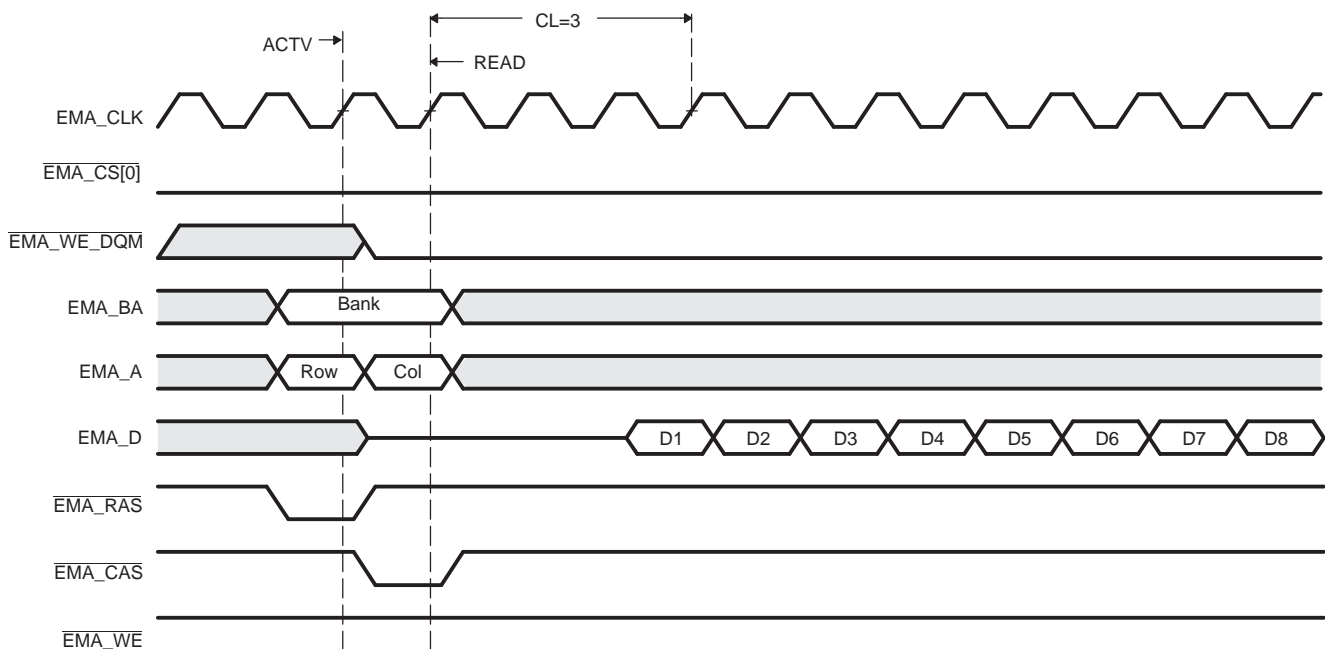 CL=3
ACTV
READ
EMA_CLK
EMA_CS[0]
EMA_WE_DQM
EMA_BA
Bank
EMA_A
Row Col
EMA_D
D1 D2 D3 D4 D5 D6 D7 D8
EMA_RAS
EMA_CAS
EMA_WE